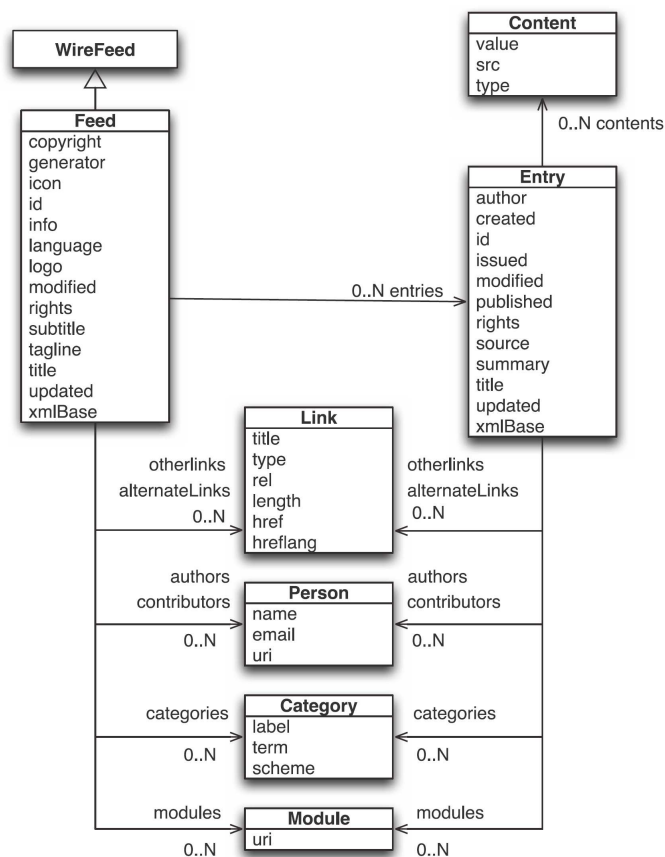 WireFeed
Feed
copyright
generator
icon
id
info
language
logo
modified
rights
subtitle
tagline
title
updated
xmlBase
Content
value
src
type
0..N contents
Entry
author
created
id
issued
modified
published
rights
source
summary
title
updated
xmlBase
0..N entries
Link
title
type
rel
length
href
hreflang
otherlinks
alternateLinks
0..N
otherlinks
alternateLinks
0..N
authors
contributors
0..N
Person
name
email
uri
authors
contributors
0..N
categories
0..N
Category
label
term
scheme
categories
0..N
modules
0..N
Module
uri
modules
0..N